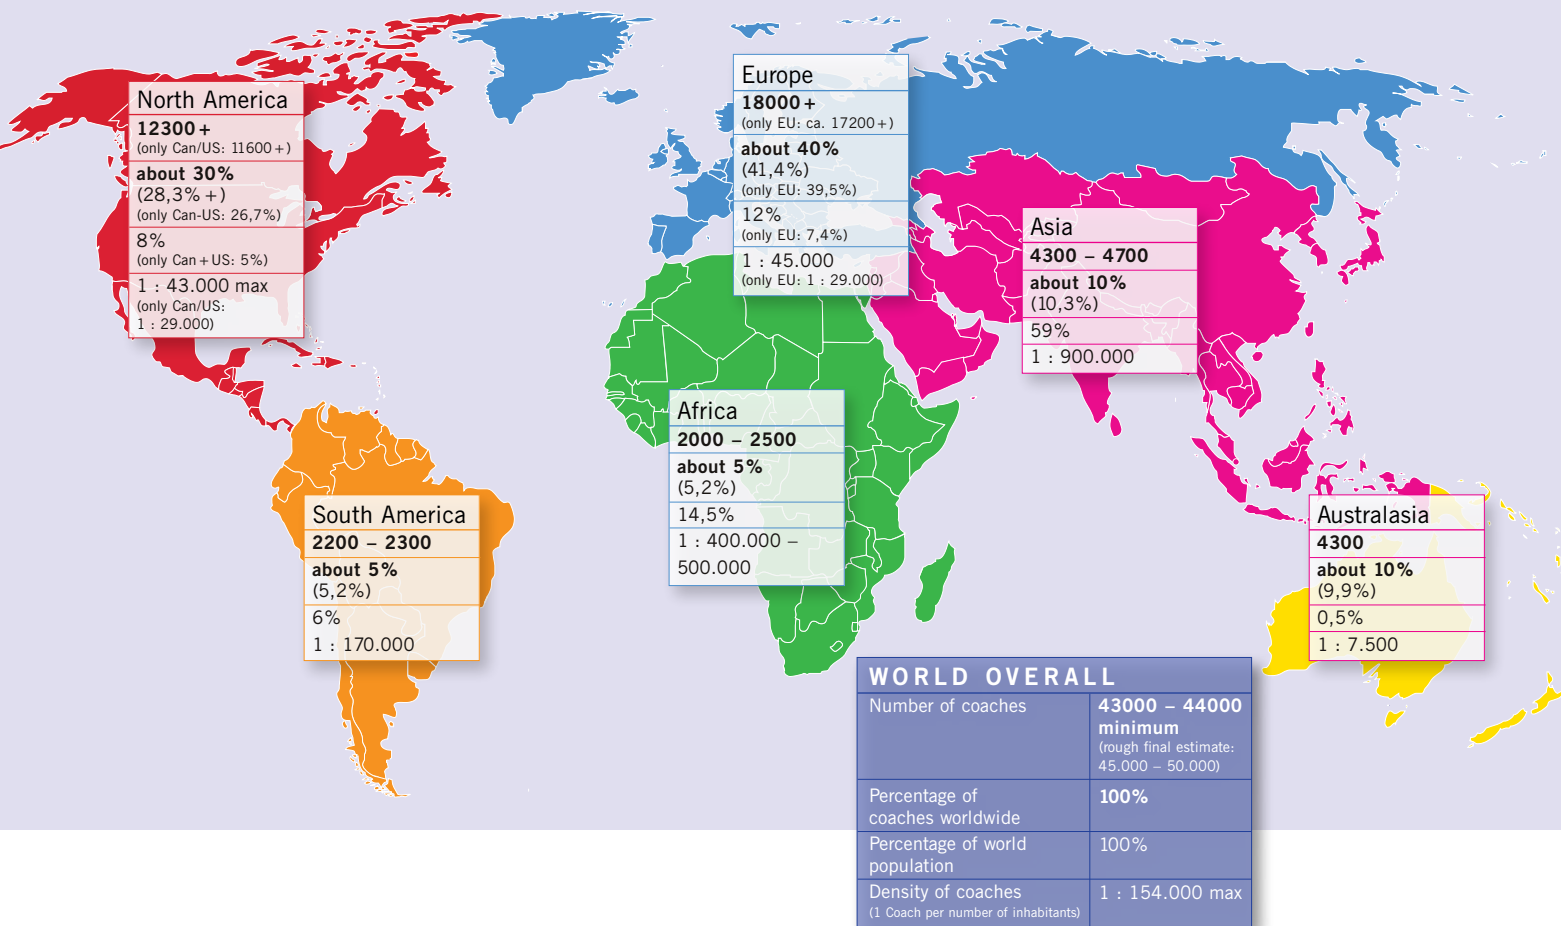 North America
12300+
(only Can/US: 11600+)
about 30%
(28,3%+)
(only Can-US: 26,7%)
8%
(only Can+US: 5%)
1 : 43.000 max
(only Can/US:
1 : 29.000)
Europe
18000+
(only EU: ca. 17200+)
about 40%
(41,4%)
(only EU: 39,5%)
12%
(only EU: 7,4%)
1 : 45.000
(only EU: 1 : 29.000)
Asia
4300 – 4700
about 10%
(10,3%)
59%
1 : 900.000
Africa
2000 – 2500
about 5%
(5,2%)
14,5%
1 : 400.000 –
500.000
South America
2200 – 2300
about 5%
(5,2%)
6%
1 : 170.000
Australasia
4300
about 10%
(9,9%)
0,5%
1 : 7.500
WORLD OVERALL
Number of coaches
43000 – 44000
minimum
(rough final estimate:
45.000 – 50.000)
Percentage of
coaches worldwide
100%
Percentage of world
population
100%
Density of coaches
(1 Coach per number of inhabitants)
1 : 154.000 max